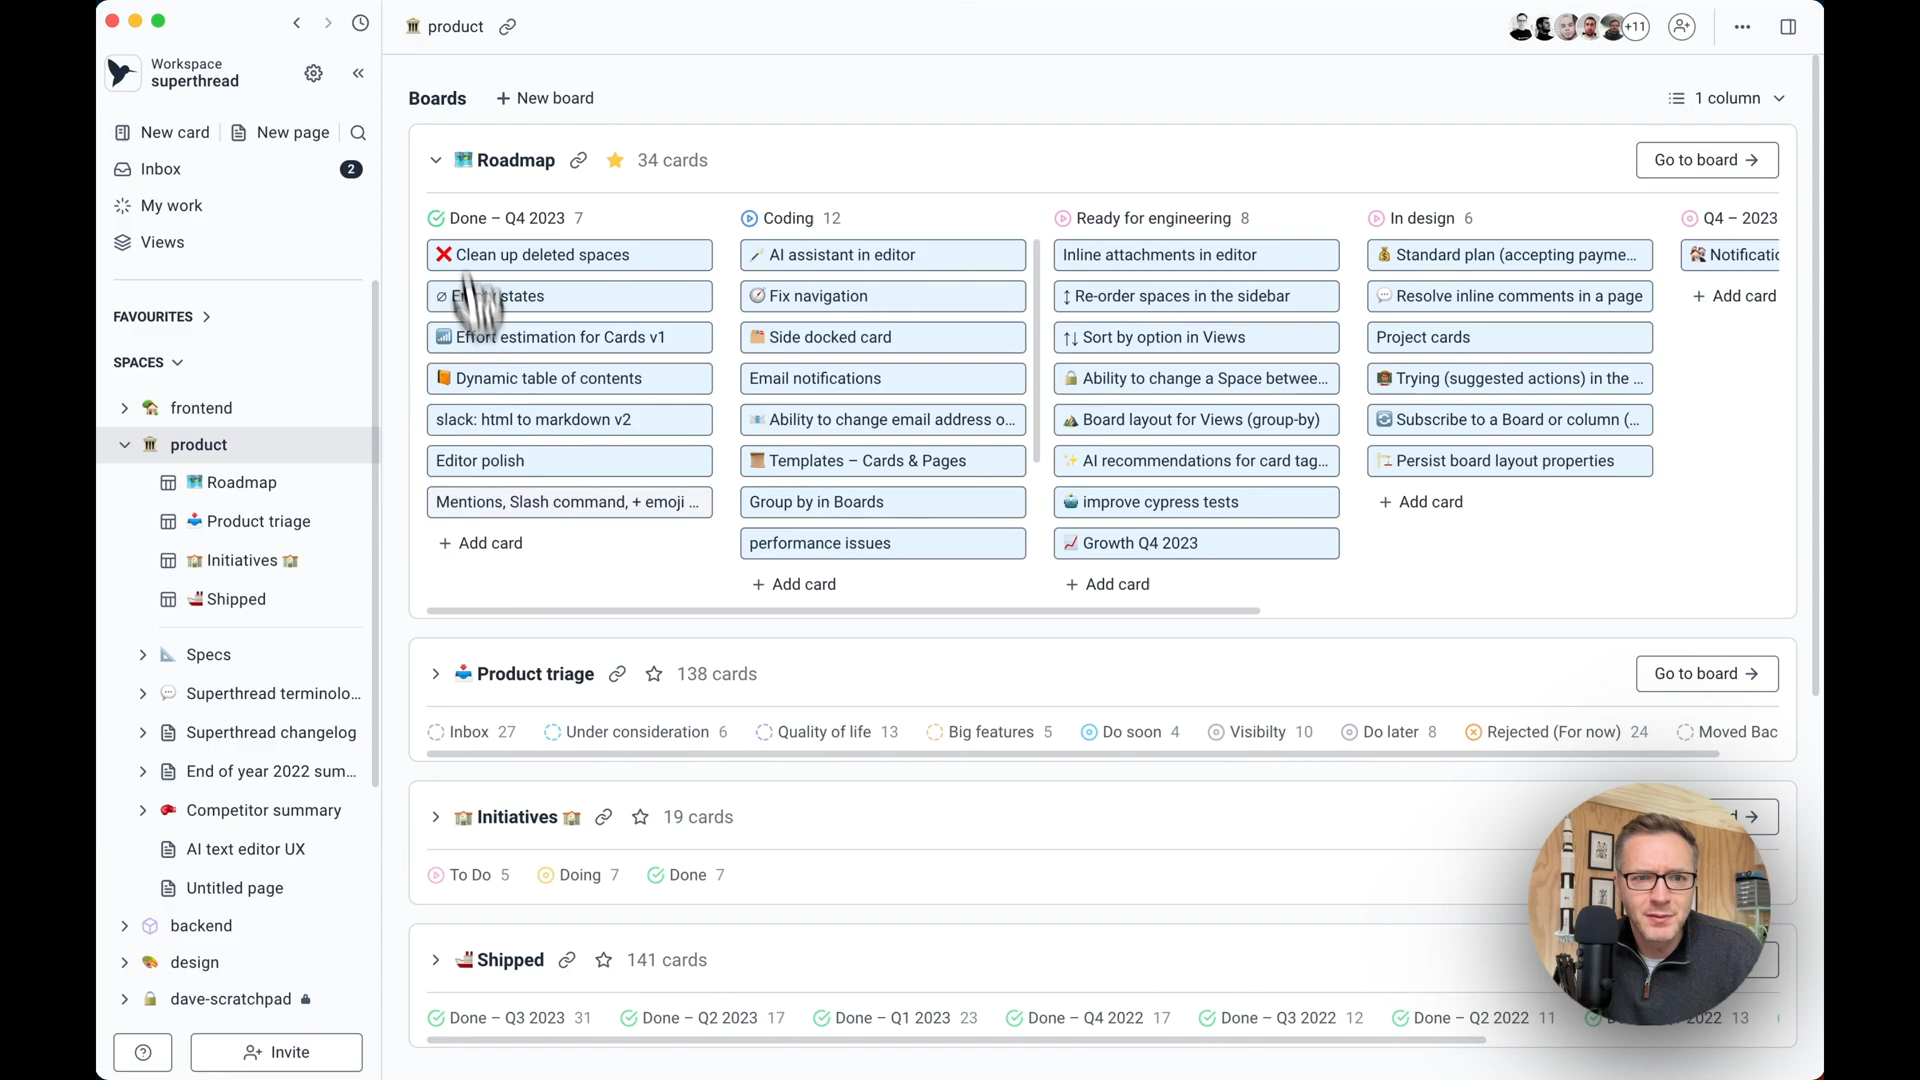 product
+11
Workspace
superthread
New card
New page
Inbox
2
My work
Views
FAVOURITES
SPACES
frontend
product
Roadmap
Product triage
Initiatives
Shipped
Specs
Superthread terminolo...
Superthread changelog
End of year 2022 sum...
Competitor summary
AI text editor UX
Untitled page
backend
design
dave-scratchpad
Invite
Boards
+ New board
1 column
Roadmap
34 cards
Go to board →
Done – Q4 2023 7
Clean up deleted spaces
states
Effort estimation for Cards v1
Dynamic table of contents
slack: html to markdown v2
Editor polish
Mentions, Slash command, + emoji ...
+ Add card
Coding 12
AI assistant in editor
Fix navigation
Side docked card
Email notifications
Ability to change email address o...
Templates – Cards & Pages
Group by in Boards
performance issues
+ Add card
Ready for engineering 8
Inline attachments in editor
↕ Re-order spaces in the sidebar
↑↓ Sort by option in Views
Ability to change a Space betwee...
Board layout for Views (group-by)
AI recommendations for card tag...
improve cypress tests
Growth Q4 2023
+ Add card
In design 6
Standard plan (accepting payme...
Resolve inline comments in a page
Project cards
Trying (suggested actions) in the ...
Subscribe to a Board or column (...
Persist board layout properties
+ Add card
Q4 – 2023
Notificatio
+ Add card
Product triage
138 cards
Go to board →
Inbox 27
Under consideration 6
Quality of life 13
Big features 5
Do soon 4
Visibilty 10
Do later 8
Rejected (For now) 24
Moved Bac
Initiatives
19 cards
To Do 5
Doing 7
Done 7
Shipped
141 cards
Done – Q3 2023 31
Done – Q2 2023 17
Done – Q1 2023 23
Done – Q4 2022 17
Done – Q3 2022 12
Done – Q2 2022 11
2022 13